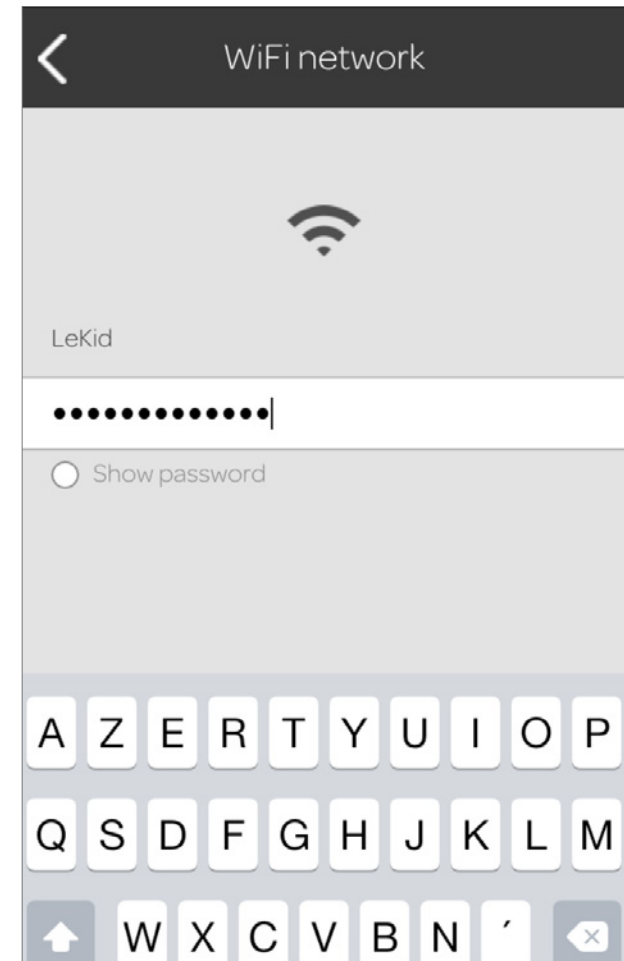 WiFi network
LeKid
•••••••••••••
Show password
A Z E R T Y U I O P
Q S D F G H J K L M
W X C V B N ´